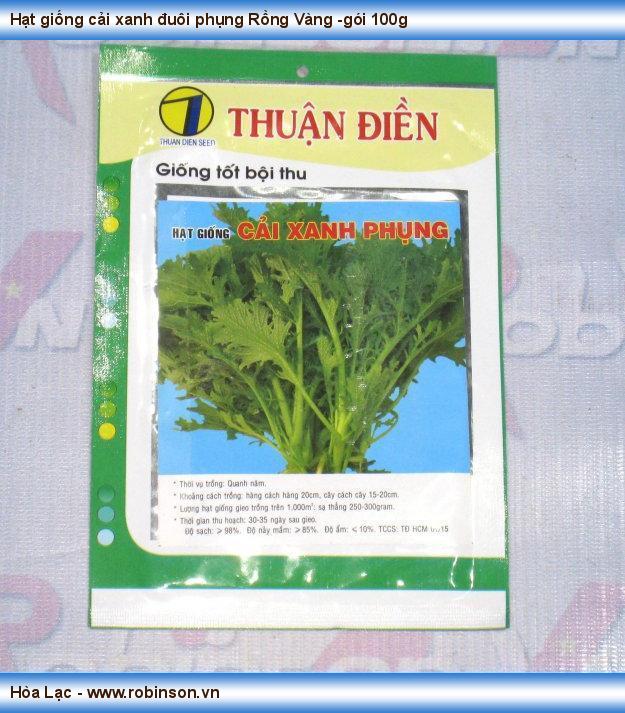 Hạt giống cải xanh đuôi phụng Rồng Vàng -gói 100g
THUẬN ĐIỀN
THUAN DIEN SEED
Giống tốt bội thu
HẠT GIỐNG CẢI XANH PHỤNG
* Thời vụ trồng: Quanh năm.
* Khoảng cách trồng: hàng cách hàng 20cm, cây cách cây 15-20cm.
* Lượng hạt giống gieo trồng trên 1.000m²: sạ thẳng 250-300gram.
* Thời gian thu hoạch: 30-35 ngày sau gieo.
Độ sạch: ≥ 98%. Độ nảy mầm: ≥ 85%. Độ ẩm: < 10%. TCCS: TĐ HCM
Hòa Lạc - www.robinson.vn